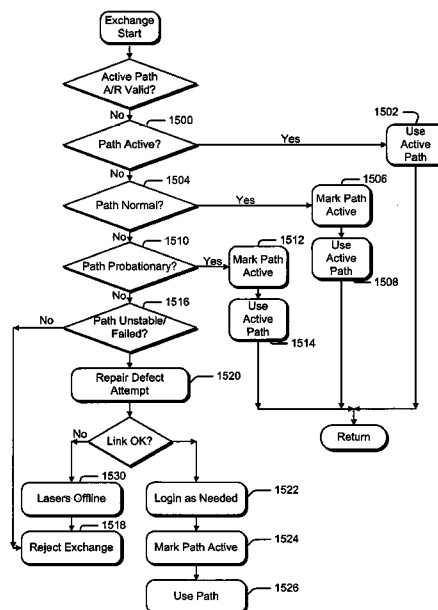 Exchange
Start
Active Path
A/R Valid?
No
1500
1502
Path Active?
Yes
Use
Active
Path
No
1504
1506
Path Normal?
Yes
Mark Path
Active
No
1510
1512
Use
Active
Path
1508
Path Probationary?
Yes
Mark Path
Active
No
1516
Use
Active
Path
1514
No
Path Unstable/
Failed?
Repair Defect
Attempt
1520
Return
No
Link OK?
1530
Lasers Offline
Login as Needed
1522
1518
Reject Exchange
Mark Path Active
1524
Use Path
1526